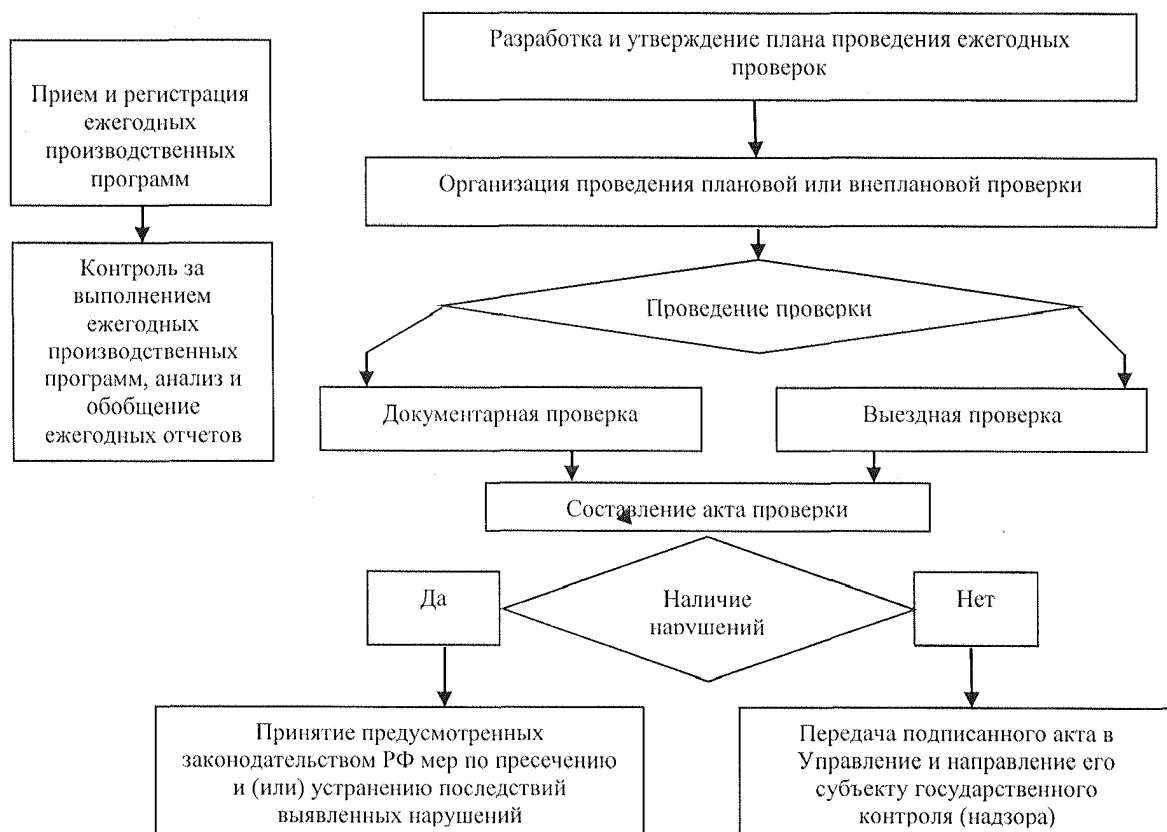 Прием и регистрация
ежегодных
производственных
программ
Контроль за
выполнением
ежегодных
производственных
программ, анализ и
обобщение
ежегодных отчетов
Разработка и утверждение плана проведения ежегодных
проверок
Организация проведения плановой или внеплановой проверки
Проведение проверки
Документарная проверка
Выездная проверка
Составление акта проверки
Да
Наличие
нарушений
Нет
Принятие предусмотренных
законодательством РФ мер по пресечению
и (или) устранению последствий
выявленных нарушений
Передача подписанного акта в
Управление и направление его
субъекту государственного
контроля (надзора)